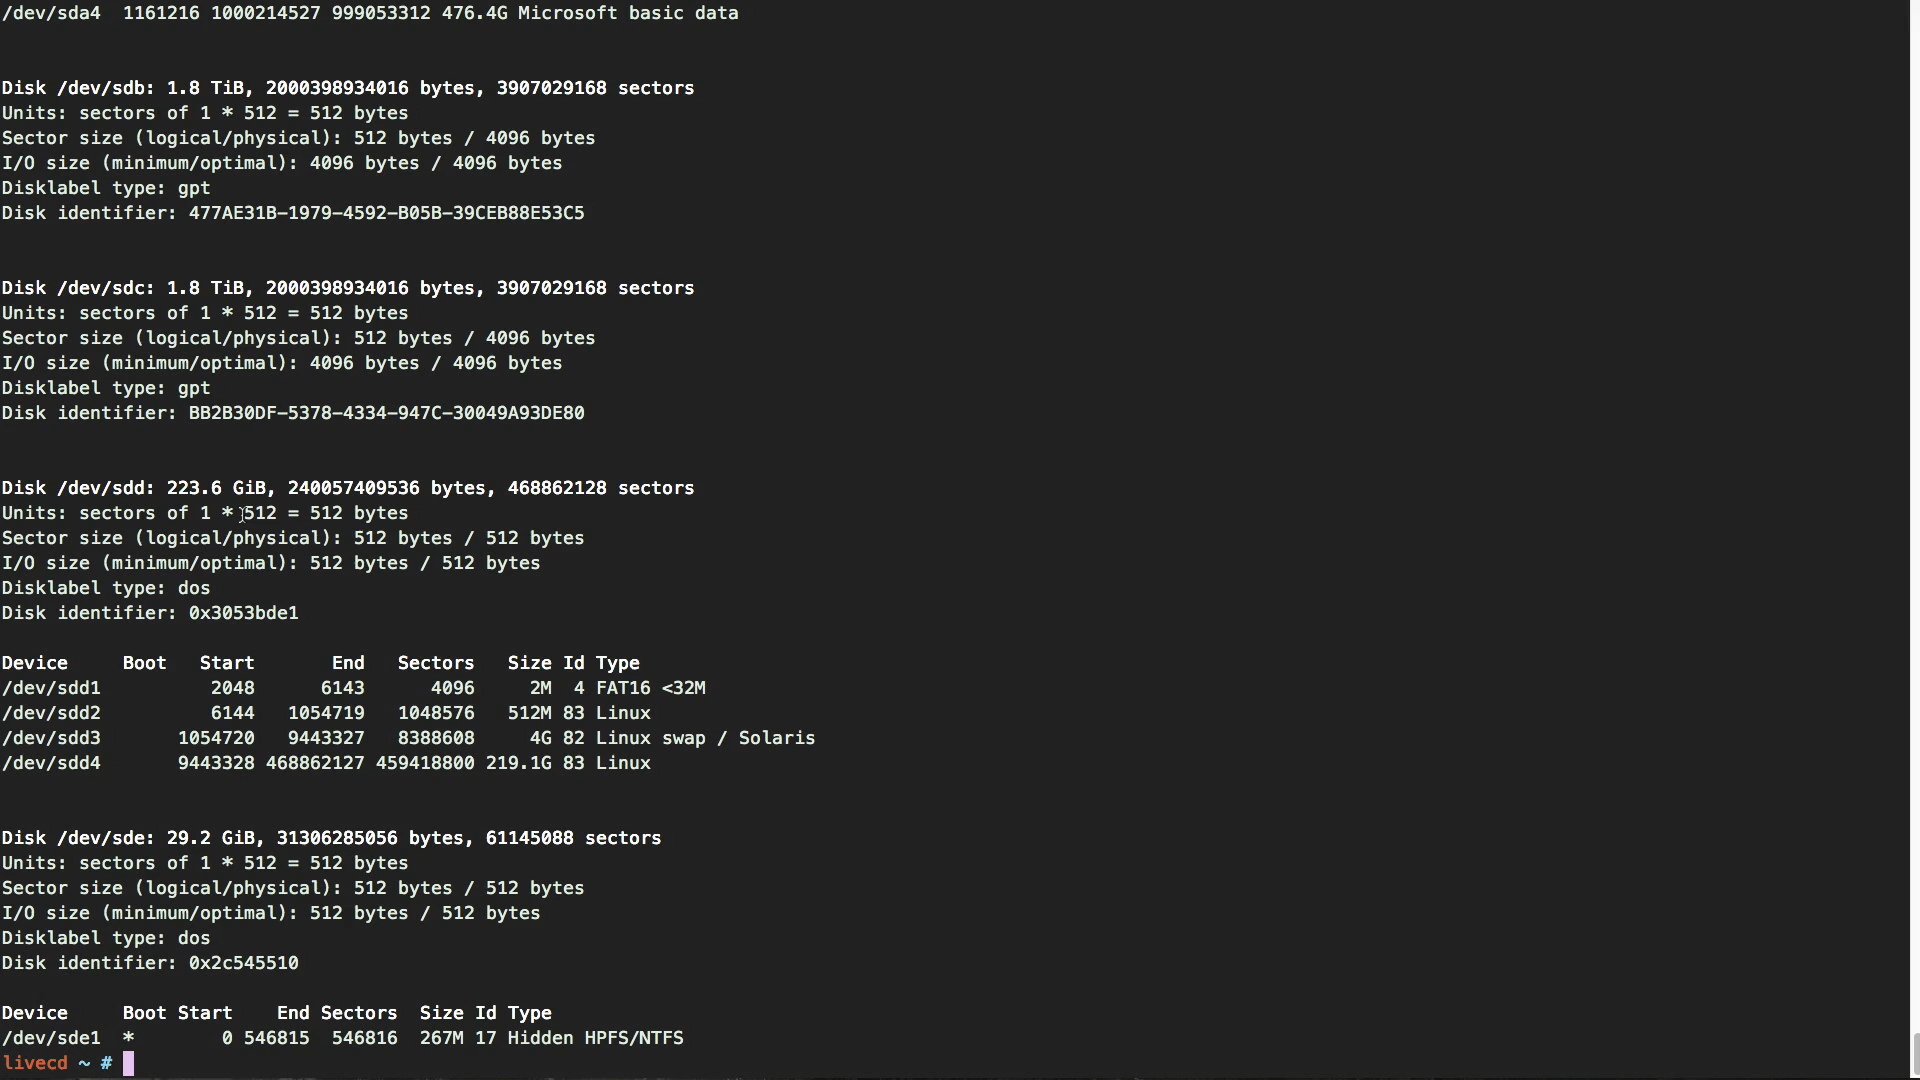 /dev/sda4  1161216 1000214527 999053312 476.4G Microsoft basic data
Disk /dev/sdb: 1.8 TiB, 2000398934016 bytes, 3907029168 sectors
Units: sectors of 1 * 512 = 512 bytes
Sector size (logical/physical): 512 bytes / 4096 bytes
I/O size (minimum/optimal): 4096 bytes / 4096 bytes
Disklabel type: gpt
Disk identifier: 477AE31B-1979-4592-B05B-39CEB88E53C5
Disk /dev/sdc: 1.8 TiB, 2000398934016 bytes, 3907029168 sectors
Units: sectors of 1 * 512 = 512 bytes
Sector size (logical/physical): 512 bytes / 4096 bytes
I/O size (minimum/optimal): 4096 bytes / 4096 bytes
Disklabel type: gpt
Disk identifier: BB2B30DF-5378-4334-947C-30049A93DE80
Disk /dev/sdd: 223.6 GiB, 240057409536 bytes, 468862128 sectors
Units: sectors of 1 * 512 = 512 bytes
Sector size (logical/physical): 512 bytes / 512 bytes
I/O size (minimum/optimal): 512 bytes / 512 bytes
Disklabel type: dos
Disk identifier: 0x3053bde1
Device     Boot   Start       End   Sectors   Size Id Type
/dev/sdd1          2048      6143      4096     2M  4 FAT16 <32M
/dev/sdd2          6144   1054719   1048576   512M 83 Linux
/dev/sdd3       1054720   9443327   8388608     4G 82 Linux swap / Solaris
/dev/sdd4       9443328 468862127 459418800 219.1G 83 Linux
Disk /dev/sde: 29.2 GiB, 31306285056 bytes, 61145088 sectors
Units: sectors of 1 * 512 = 512 bytes
Sector size (logical/physical): 512 bytes / 512 bytes
I/O size (minimum/optimal): 512 bytes / 512 bytes
Disklabel type: dos
Disk identifier: 0x2c545510
Device     Boot Start    End Sectors  Size Id Type
/dev/sde1  *        0 546815  546816  267M 17 Hidden HPFS/NTFS
livecd ~ #